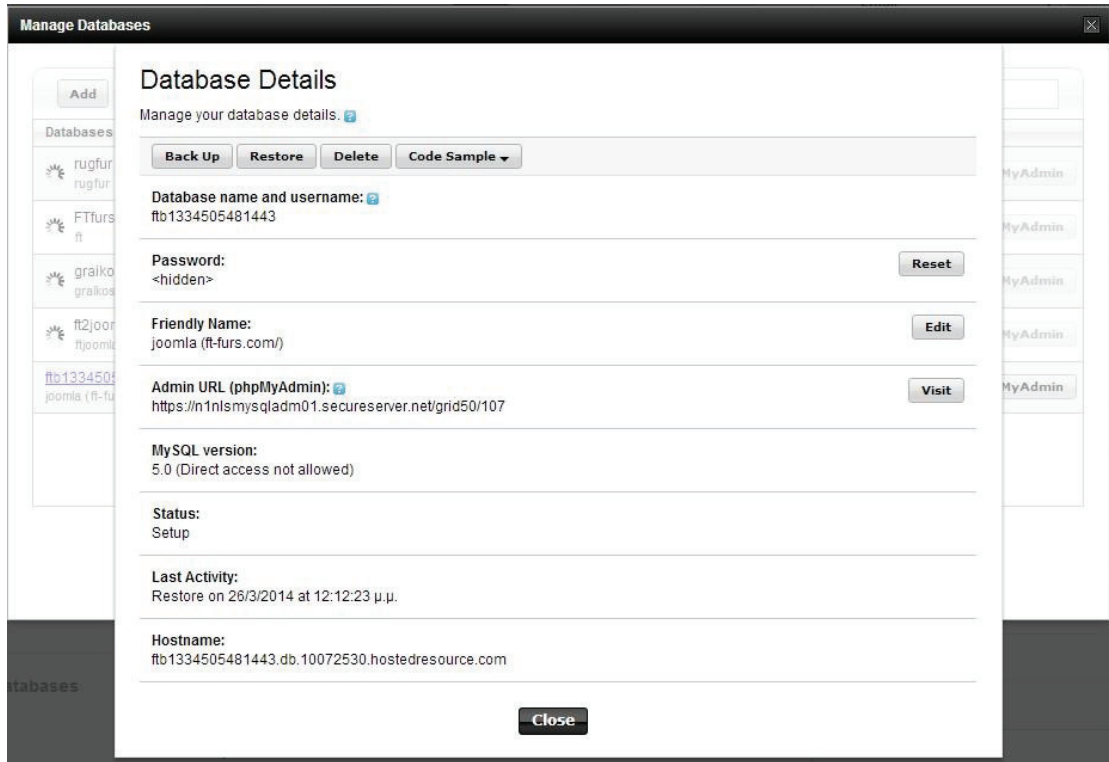 Manage Databases
Database Details
Add
Manage your database details.
Databases
Back Up Restore Delete Code Sample
rugfur
rugfur
MyAdmin
Database name and username:
ftb1334505481443
FTfurs
ft
MyAdmin
Password:
<hidden>
Reset
graiko
graikos
MyAdmin
Friendly Name:
joomla (ft-furs.com/)
Edit
ft2joor
ftjoomla
MyAdmin
ftb1334505
joomla (ft-fu
MyAdmin
Admin URL (phpMyAdmin):
https://n1nlsmysqladm01.secureserver.net/grid50/107
Visit
MySQL version:
5.0 (Direct access not allowed)
Status:
Setup
Last Activity:
Restore on 26/3/2014 at 12:12:23 μ.μ.
Hostname:
ftb1334505481443.db.10072530.hostedresource.com
atabases
Close